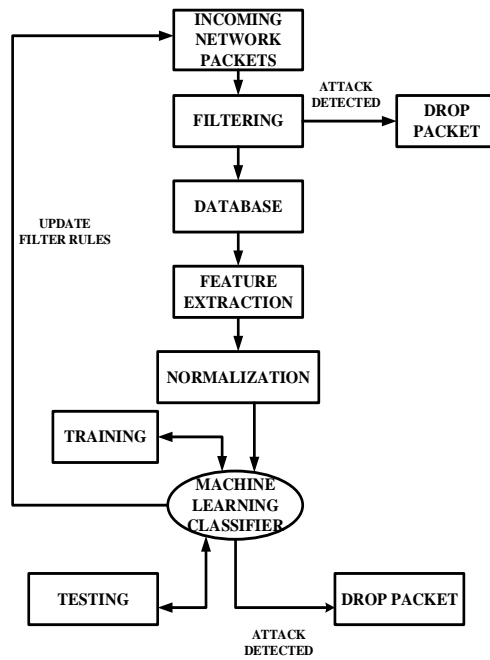 INCOMING
NETWORK
PACKETS
ATTACK
DETECTED
FILTERING
DROP
PACKET
DATABASE
UPDATE
FILTER RULES
FEATURE
EXTRACTION
NORMALIZATION
TRAINING
MACHINE
LEARNING
CLASSIFIER
TESTING
DROP PACKET
ATTACK
DETECTED